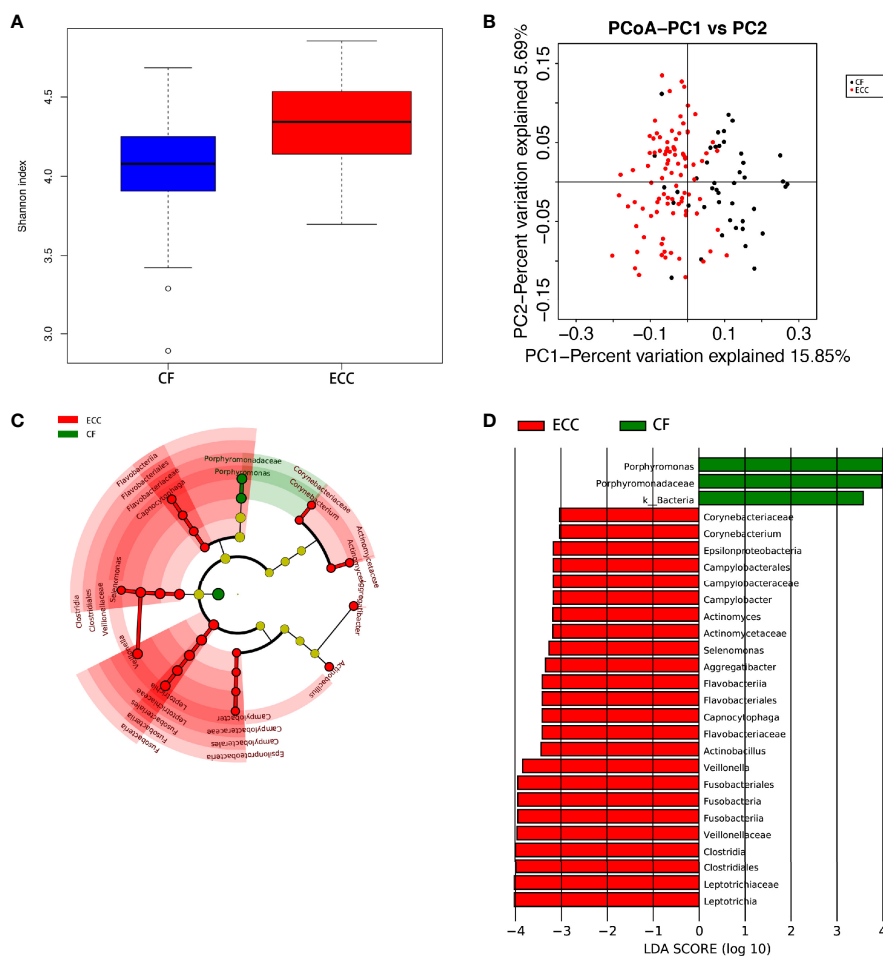 A
Shannon index
4.5
4.0
3.5
3.0
CF
ECC
B
PCoA−PC1 vs PC2
PC2−Percent variation explained 5.69%
0.15
0.05
−0.05
−0.15
−0.3
−0.1
0.1
0.3
PC1−Percent variation explained 15.85%
CF
ECC
C
ECC
CF
Porphyromonadaceae
Porphyromonas
Corynebacteriaceae
Corynebacterium
Actinomycetaceae
Actinomyces
Aggregatibacter
Actinobacillus
Flavobacteriia
Flavobacteriales
Flavobacteriaceae
Capnocytophaga
Clostridia
Clostridiales
Veillonellaceae
Selenomonas
Veillonella
Leptotrichia
Leptotrichiaceae
Fusobacteriales
Fusobacteriia
Fusobacteria
Campylobacter
Campylobacteraceae
Campylobacterales
Epsilonproteobacteria
D
ECC
CF
Porphyromonas
Porphyromonadaceae
k__Bacteria
Corynebacteriaceae
Corynebacterium
Epsilonproteobacteria
Campylobacterales
Campylobacteraceae
Campylobacter
Actinomyces
Actinomycetaceae
Selenomonas
Aggregatibacter
Flavobacteriia
Flavobacteriales
Capnocytophaga
Flavobacteriaceae
Actinobacillus
Veillonella
Fusobacteriales
Fusobacteria
Fusobacteriia
Veillonellaceae
Clostridia
Clostridiales
Leptotrichiaceae
Leptotrichia
−4 −3 −2 −1 0 1 2 3 4
LDA SCORE (log 10)